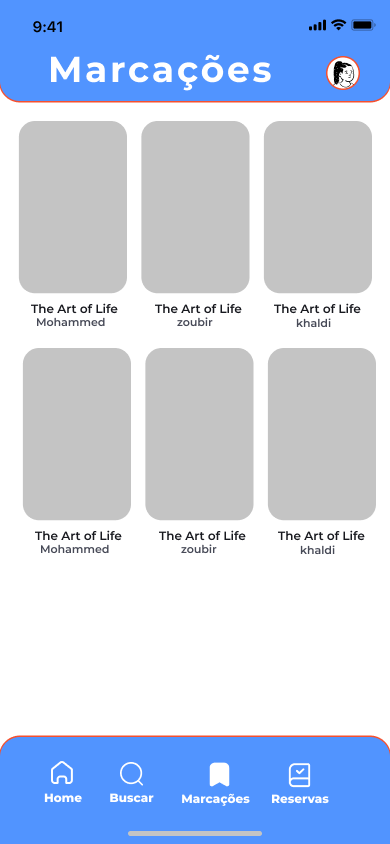 9:41
Marcações
The Art of Life
Mohammed
The Art of Life
zoubir
The Art of Life
khaldi
The Art of Life
Mohammed
The Art of Life
zoubir
The Art of Life
khaldi
Home
Buscar
Marcações
Reservas